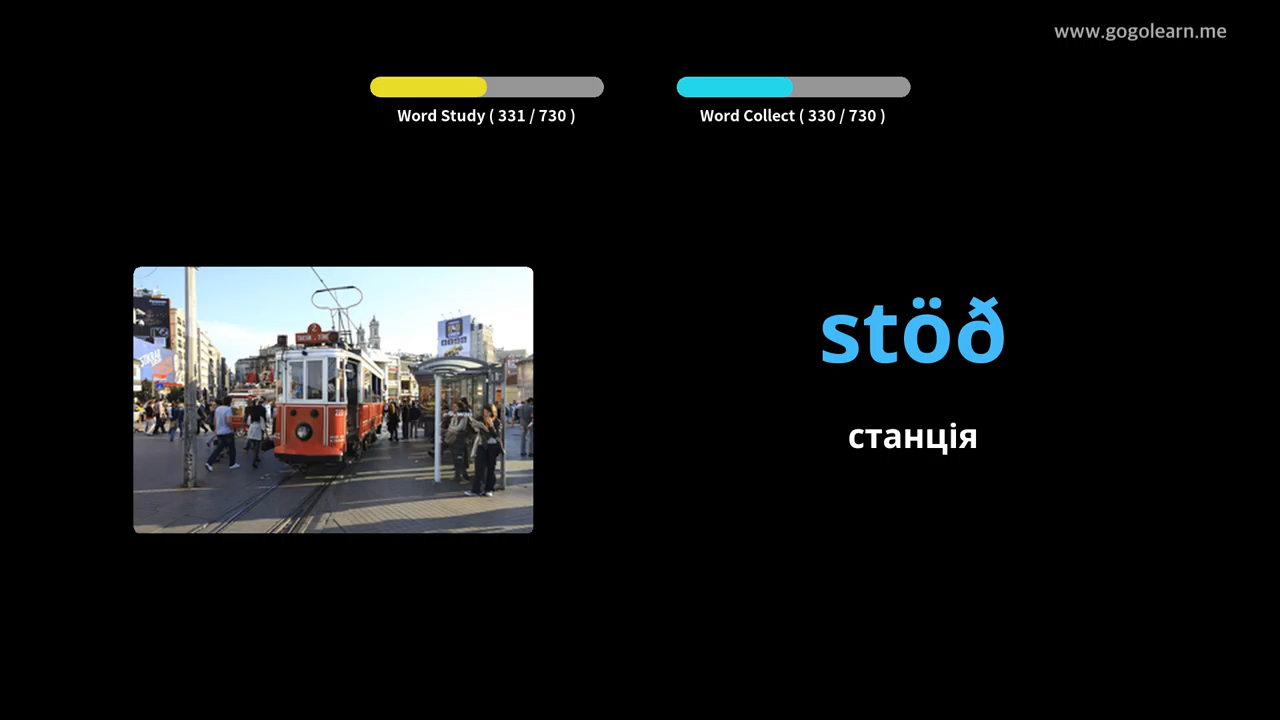 www.gogolearn.me
Word Study ( 331 / 730 )
Word Collect ( 330 / 730 )
stöð
станція